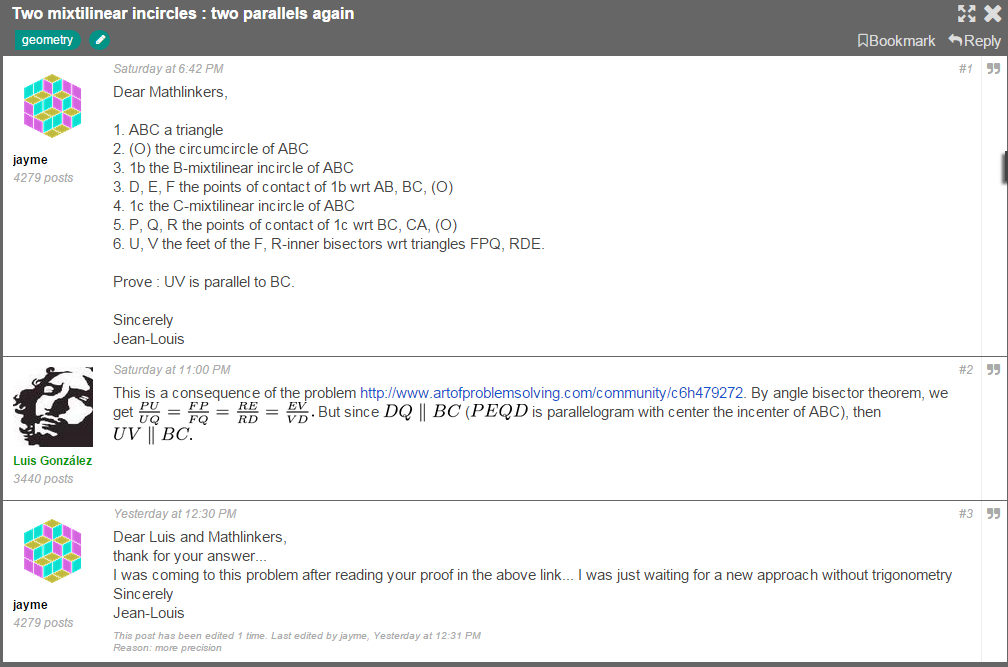 Two mixtilinear incircles : two parallels again
geometry
Bookmark Reply
Saturday at 6:42 PM #1
Dear Mathlinkers,
1. ABC a triangle
2. (O) the circumcircle of ABC
jayme
3. 1b the B-mixtilinear incircle of ABC
4279 posts
3. D, E, F the points of contact of 1b wrt AB, BC, (O)
4. 1c the C-mixtilinear incircle of ABC
5. P, Q, R the points of contact of 1c wrt BC, CA, (O)
6. U, V the feet of the F, R-inner bisectors wrt triangles FPQ, RDE.
Prove : UV is parallel to BC.
Sincerely
Jean-Louis
Saturday at 11:00 PM #2
This is a consequence of the problem http://www.artofproblemsolving.com/community/c6h479272. By angle bisector theorem, we
get PU/UQ = FP/FQ = RE/RD = EV/VD. But since DQ ∥ BC (PEQD is parallelogram with center the incenter of ABC), then
UV ∥ BC.
Luis González
3440 posts
Yesterday at 12:30 PM #3
Dear Luis and Mathlinkers,
thank for your answer...
I was coming to this problem after reading your proof in the above link... I was just waiting for a new approach without trigonometry
Sincerely
jayme
Jean-Louis
4279 posts
This post has been edited 1 time. Last edited by jayme, Yesterday at 12:31 PM
Reason: more precision